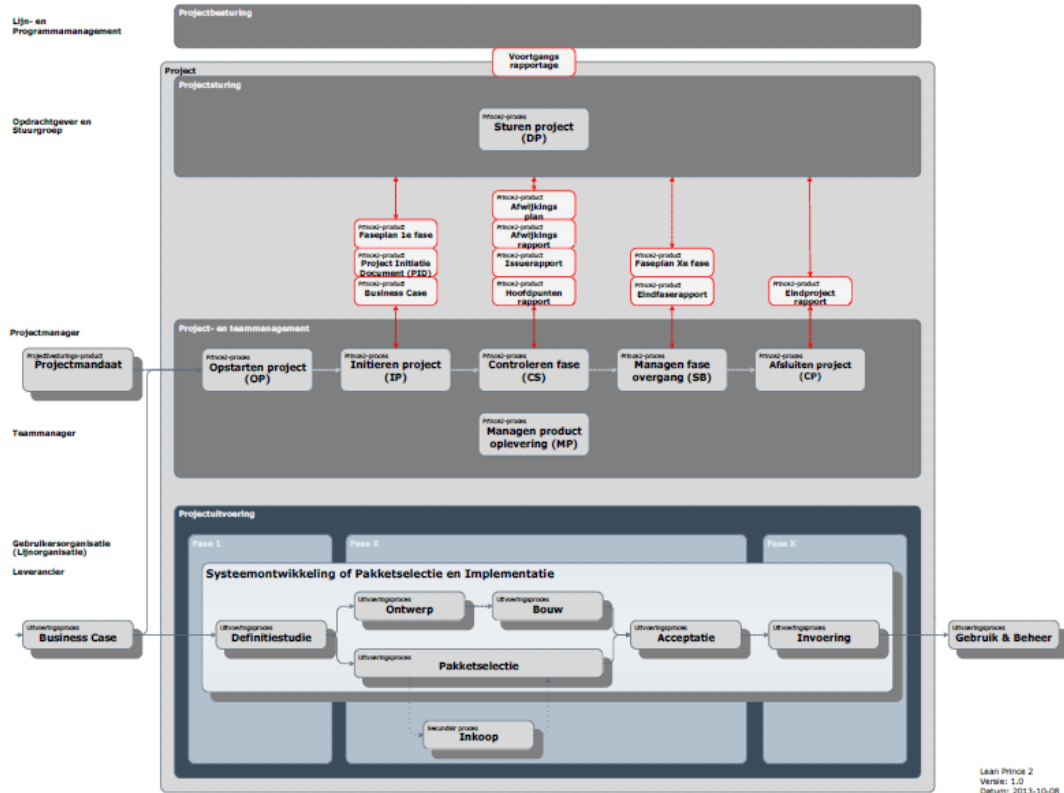 Projectbesturing
Lijn- en
Programmamanagement
Voortgangs
rapportage
Project
Projectsturing
Opdrachtgever en
Stuurgroep
Prince2-proces
Sturen project
(DP)
Prince2-product
Afwijkings
plan
Prince2-product
Faseplan 1e fase
Prince2-product
Afwijkings
rapport
Prince2-product
Project Initiatie
Document (PID)
Prince2-product
Issuerapport
Prince2-product
Faseplan Xe fase
Prince2-product
Business Case
Prince2-product
Hoofdpunten
rapport
Prince2-product
Eindfaserapport
Prince2-product
Eindproject
rapport
Projectmanager
Project- en teammanagement
Projectbesturings-product
Projectmandaat
Prince2-proces
Opstarten project
(OP)
Prince2-proces
Initieren project
(IP)
Prince2-proces
Controleren fase
(CS)
Prince2-proces
Managen fase
overgang (SB)
Prince2-proces
Afsluiten project
(CP)
Teammanager
Prince2-proces
Managen product
oplevering (MP)
Projectuitvoering
Gebruikersorganisatie
(Lijnorganisatie)
Leverancier
Fase 1
Fase X
Fase X
Systeemontwikkeling of Pakketselectie en Implementatie
Uitvoeringsproces
Ontwerp
Uitvoeringsproces
Bouw
Uitvoeringsproces
Business Case
Uitvoeringsproces
Definitiestudie
Uitvoeringsproces
Pakketselectie
Uitvoeringsproces
Acceptatie
Uitvoeringsproces
Invoering
Uitvoeringsproces
Gebruik & Beheer
Secundair proces
Inkoop
Lean Prince 2
Versie: 1.0
Datum: 2013-10-08